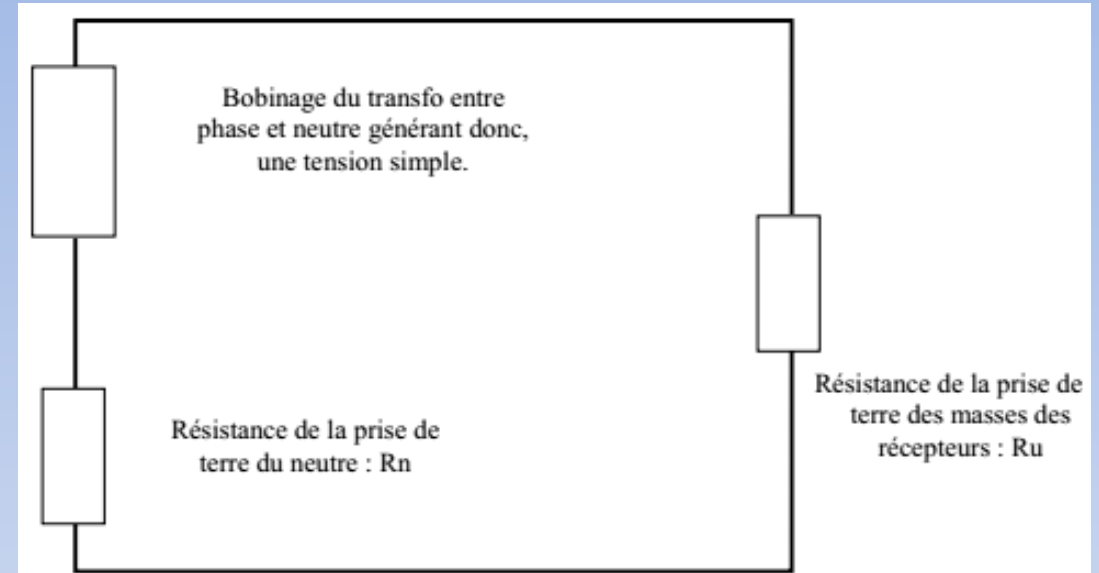 Bobinage du transfo entre
phase et neutre générant donc,
une tension simple.
Résistance de la prise de
terre du neutre : Rn
Résistance de la prise de
terre des masses des
récepteurs : Ru